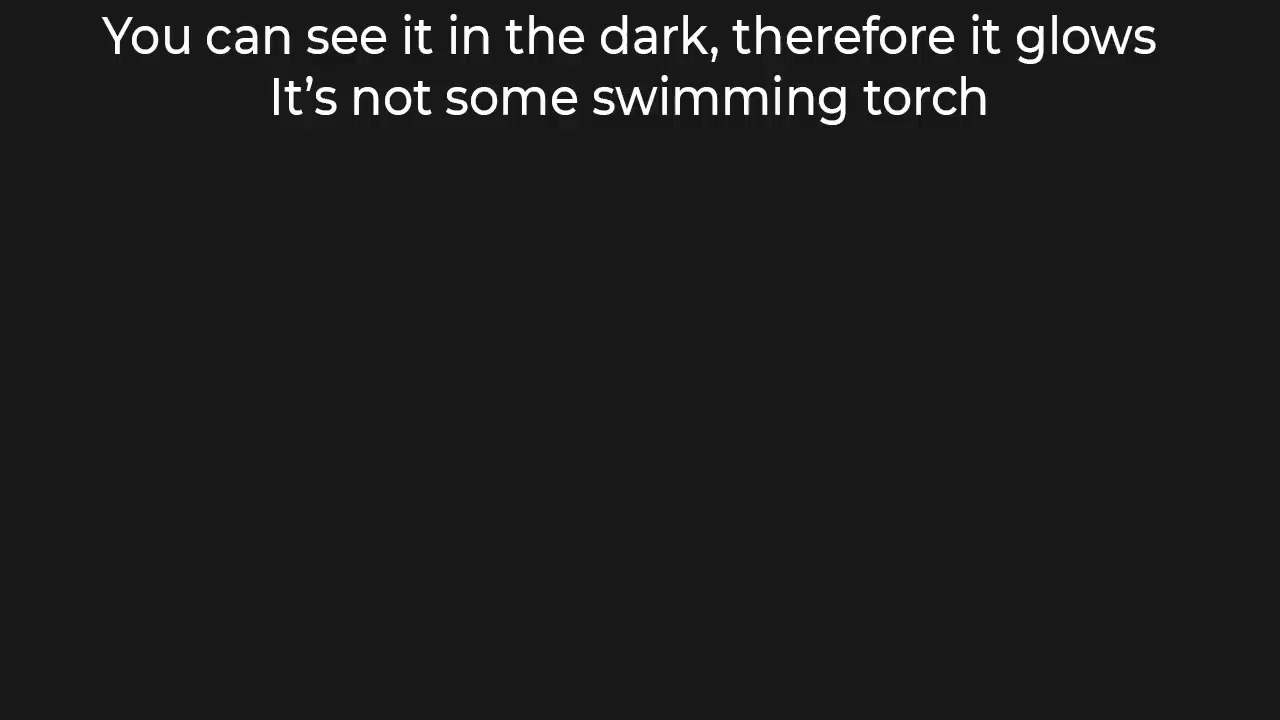 You can see it in the dark, therefore it glows
It’s not some swimming torch